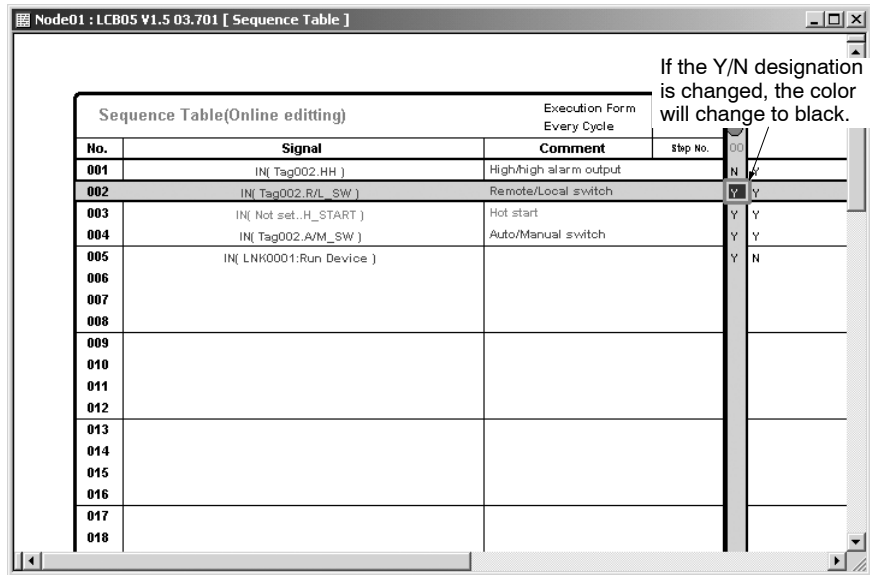 Node01 : LCB05 V1.5 03.701 [ Sequence Table ]
If the Y/N designation
is changed, the color
will change to black.
Sequence Table(Online editting)
Execution Form
Every Cycle
No. Signal Comment Step No. 00
001 IN( Tag002.HH ) High/high alarm output N Y
002 IN( Tag002.R/L_SW ) Remote/Local switch Y Y
003 IN( Not set..H_START ) Hot start Y Y
004 IN( Tag002.A/M_SW ) Auto/Manual switch Y Y
005 IN( LNK0001:Run Device ) Y N
006
007
008
009
010
011
012
013
014
015
016
017
018